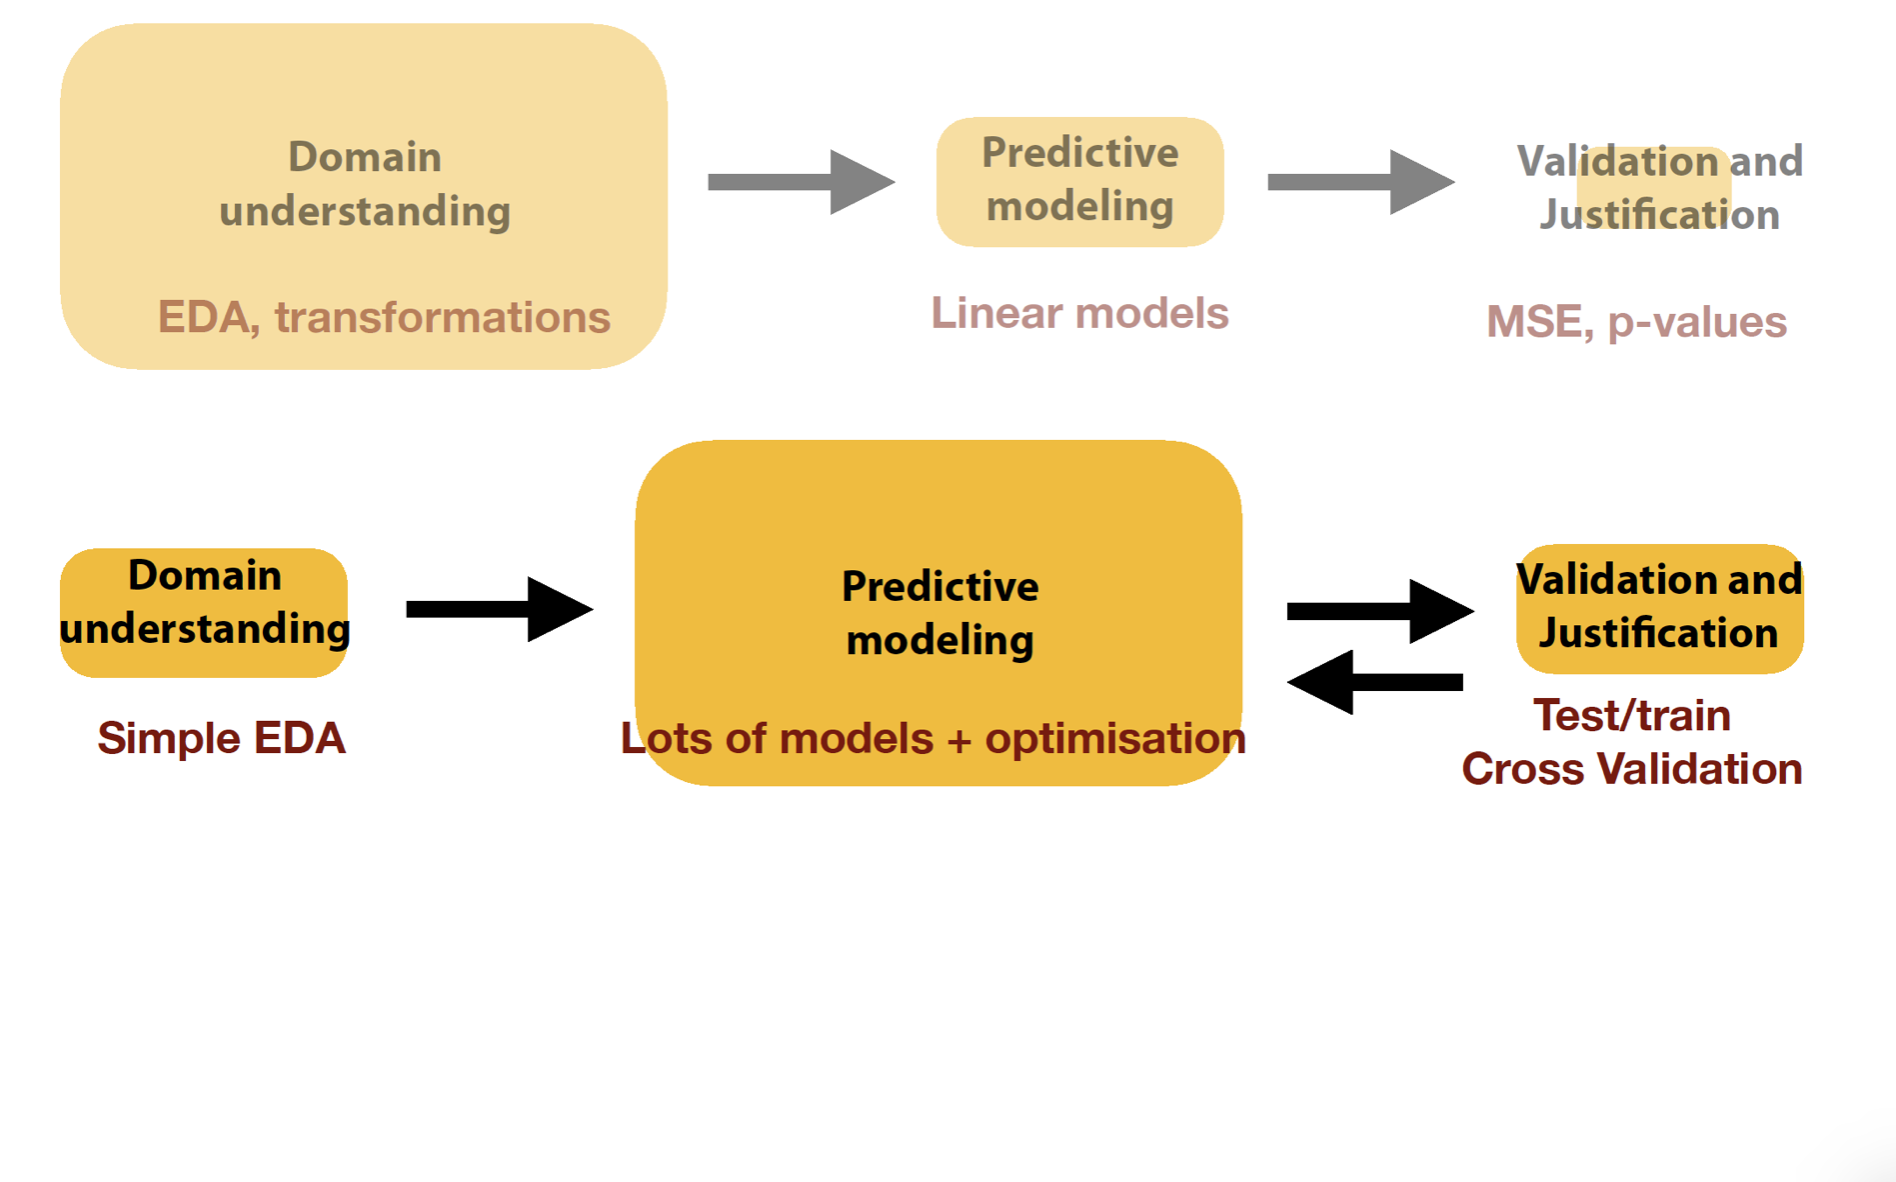 Domain
understanding
EDA, transformations
Predictive
modeling
Linear models
Validation and
Justification
MSE, p-values
Domain
understanding
Simple EDA
Predictive
modeling
Lots of models + optimisation
Validation and
Justification
Test/train
Cross Validation